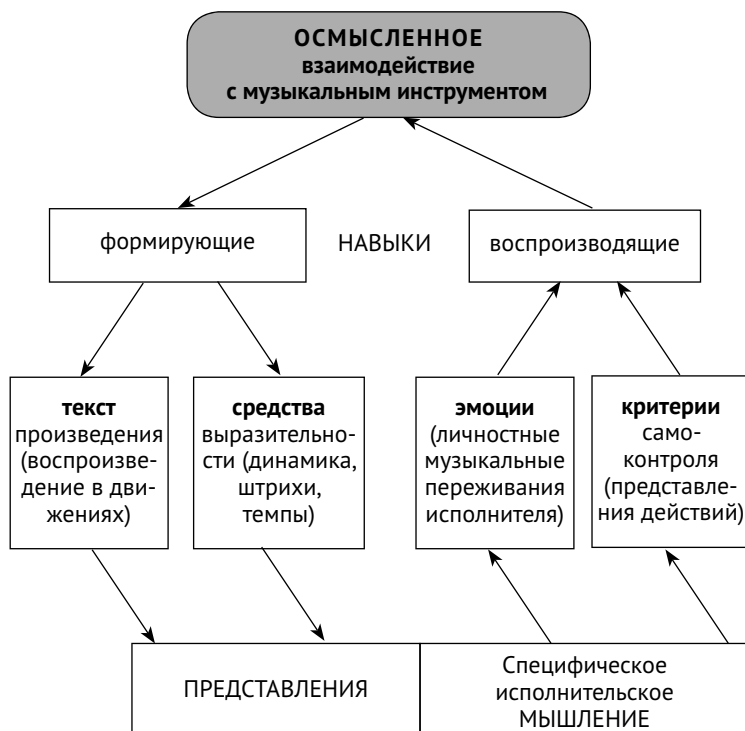 ОСМЫСЛЕННОЕ
взаимодействие
с музыкальным инструментом
формирующие
НАВЫКИ
воспроизводящие
текст
произведения
(воспроизве-
дение в дви-
жениях)
средства
выразительно-
сти (динамика,
штрихи,
темпы)
эмоции
(личностные
музыкальные
переживания
исполнителя)
критерии
само-
контроля
(представле-
ния действий)
ПРЕДСТАВЛЕНИЯ
Специфическое
исполнительское
МЫШЛЕНИЕ